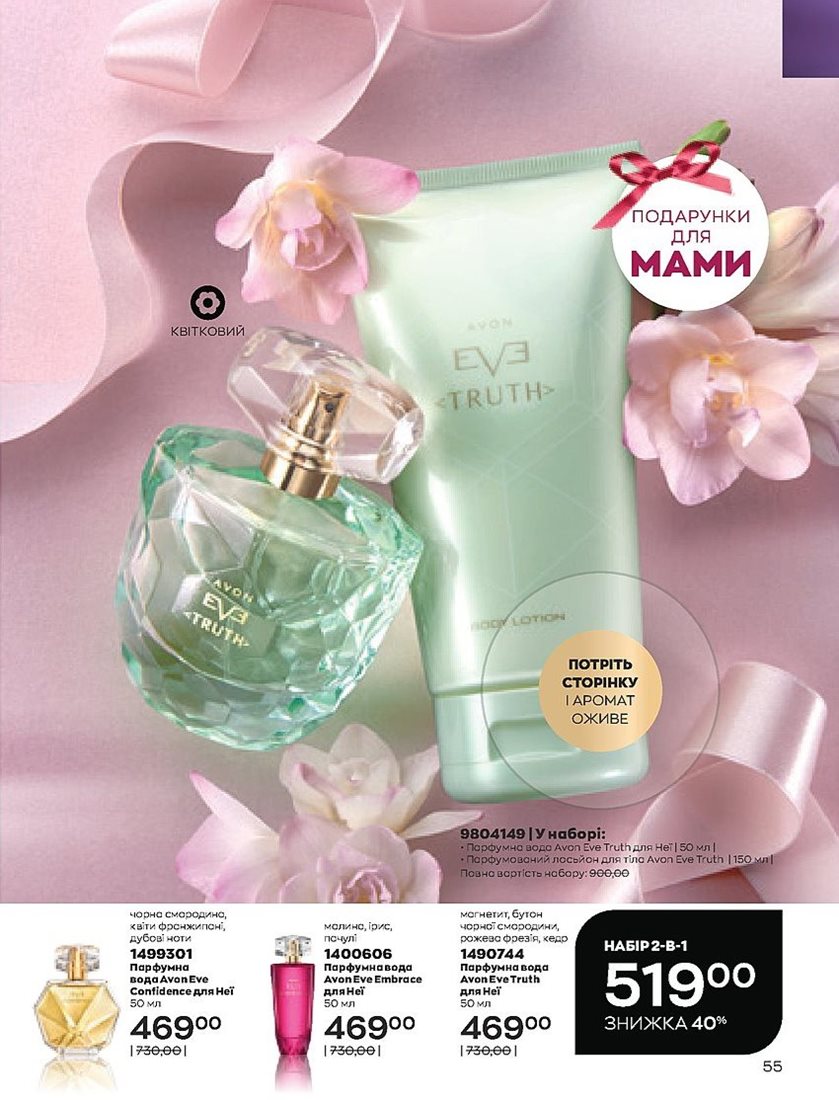 ПОДАРУНКИ
ДЛЯ
МАМИ
КВІТКОВИЙ
AVON
EVE
<TRUTH>
AVON
EVE
<TRUTH>
BODY LOTION
ПОТРІТЬ
СТОРІНКУ
І АРОМАТ
ОЖИВЕ
9804149 | У наборі:
• Парфумна вода Avon Eve Truth для Неї | 50 мл |
• Парфумований лосьйон для тіла Avon Eve Truth | 150 мл |
Повна вартість набору: 900,00
чорна смородина,
квіти франжипані,
дубові ноти
1499301
Парфумна
вода Avon Eve
Confidence для Неї
50 мл
46900
| 730,00 |
малина, ірис,
пачулі
1400606
Парфумна вода
Avon Eve Embrace
для Неї
50 мл
46900
| 730,00 |
магнетит, бутон
чорної смородини,
рожева фрезія, кедр
1490744
Парфумна вода
Avon Eve Truth
для Неї
50 мл
46900
| 730,00 |
НАБІР 2-В-1
51900
ЗНИЖКА 40%
55